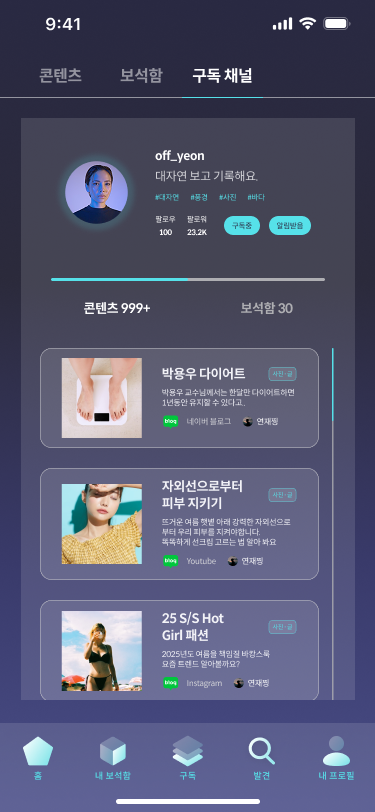 9:41
콘텐츠 보석함 구독 채널
off_yeon
대자연 보고 기록해요.
#대자연 #풍경 #사진 #바다
팔로우 팔로워 구독중 알림받음
100 23.2K
콘텐츠 999+ 보석함 30
박용우 다이어트 사진·글
박용우 교수님께서는 한달만 다이어트하면
1년동안 유지할 수 있다고.
blog 네이버 블로그 연재핑
자외선으로부터
피부 지키기 사진·글
뜨거운 여름 햇볕 아래 강력한 자외선으로
부터 우리 피부를 지켜야합니다.
똑똑하게 선크림 고르는 법 알아 봐요
blog Youtube 연재핑
25 S/S Hot
Girl 패션 사진·글
2025년도 여름을 책임질 바캉스룩
요즘 트렌드 알아볼까요?
blog Instagram 연재핑
홈 내 보석함 구독 발견 내 프로필